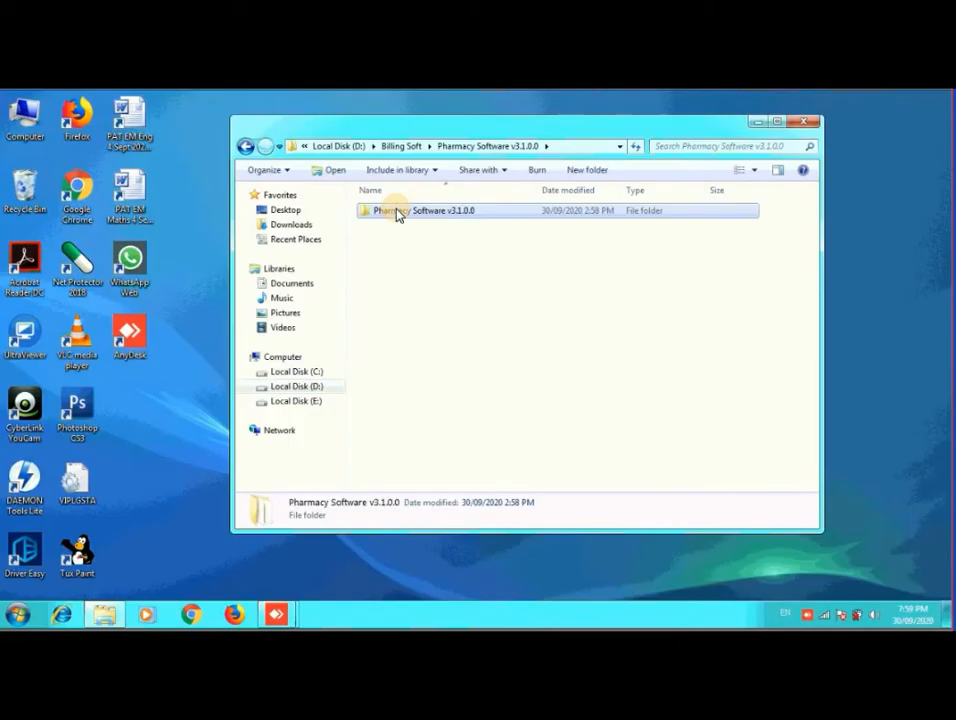 Computer
Firefox
PAT EM Eng
4 Sept202...
Recycle Bin
Google
Chrome
PAT EM
Maths 4 Se...
Acrobat
Reader DC
Net Protector
2018
WhatsApp
Web
UltraViewer
VLC media
player
AnyDesk
CyberLink
YouCam
Ps
Photoshop
CS3
DAEMON
Tools Lite
VIPLGSTA
Driver Easy
Tux Paint
« Local Disk (D:) Billing Soft Pharmacy Software v3.1.0.0
Search Pharmacy Software v3.1.0.0
Organize Open Include in library Share with Burn New folder
Name Date modified Type Size
Pharmacy Software v3.1.0.0 30/09/2020 2:58 PM File folder
Favorites
Desktop
Downloads
Recent Places
Libraries
Documents
Music
Pictures
Videos
Computer
Local Disk (C:)
Local Disk (D:)
Local Disk (E:)
Network
Pharmacy Software v3.1.0.0 Date modified: 30/09/2020 2:58 PM
File folder
EN
7:59 PM
30/09/2020